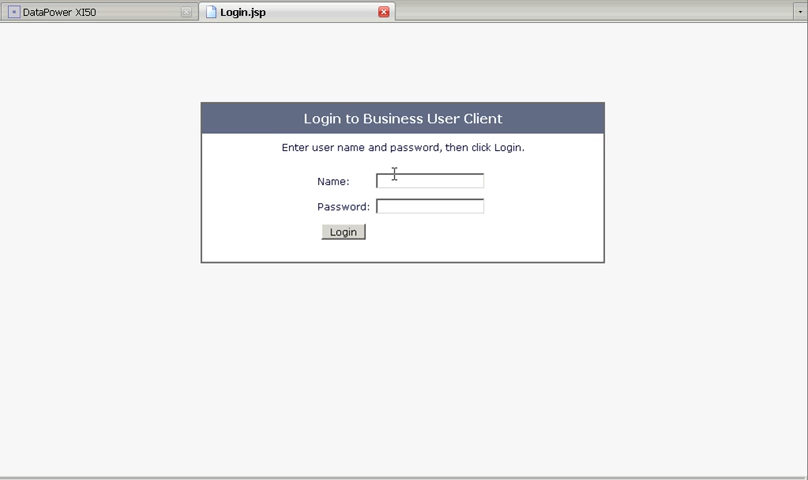 DataPower XI50
Login.jsp
Login to Business User Client
Enter user name and password, then click Login.
Name:
Password:
Login